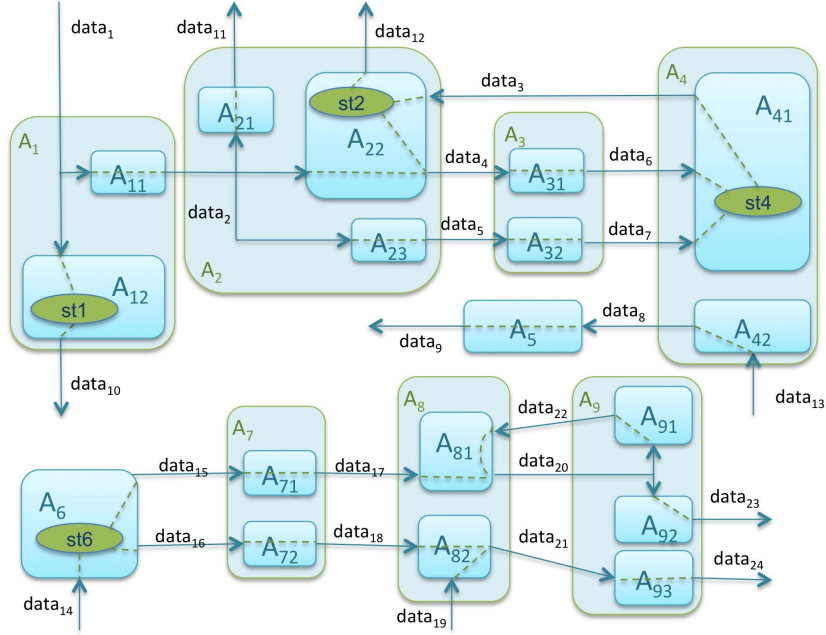 data₁
data₁₁
data₁₂
A₁
A₁₁
A₁₂
st1
data₁₀
A₂
A₂₁
data₂
st2
A₂₂
A₂₃
data₃
data₄
data₅
A₃
A₃₁
A₃₂
data₆
data₇
A₄
A₄₁
st4
A₅
data₈
data₉
A₄₂
data₁₃
A₆
st6
data₁₄
data₁₅
data₁₆
A₇
A₇₁
A₇₂
data₁₇
data₁₈
A₈
A₈₁
A₈₂
data₁₉
data₂₂
data₂₀
data₂₁
A₉
A₉₁
A₉₂
A₉₃
data₂₃
data₂₄